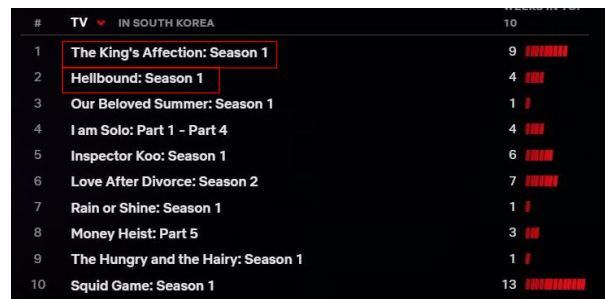 WEEKS IN TOP
# TV IN SOUTH KOREA 10
1 The King's Affection: Season 1 9
2 Hellbound: Season 1 4
3 Our Beloved Summer: Season 1 1
4 I am Solo: Part 1 - Part 4 4
5 Inspector Koo: Season 1 6
6 Love After Divorce: Season 2 7
7 Rain or Shine: Season 1 1
8 Money Heist: Part 5 3
9 The Hungry and the Hairy: Season 1 1
10 Squid Game: Season 1 13